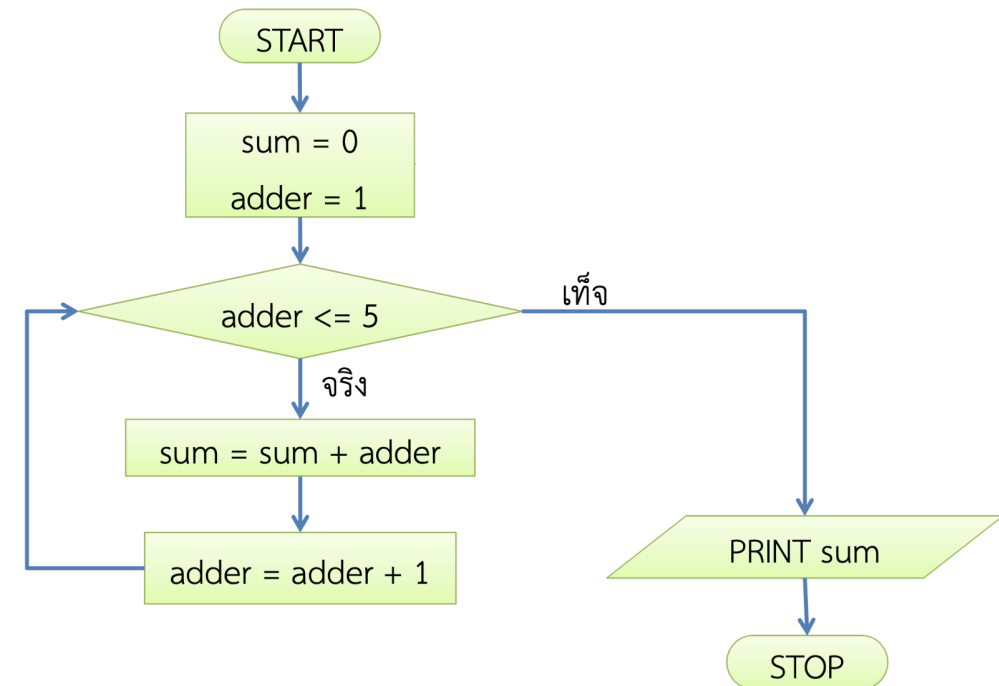 START
sum = 0
adder = 1
adder <= 5
เท็จ
จริง
sum = sum + adder
adder = adder + 1
PRINT sum
STOP